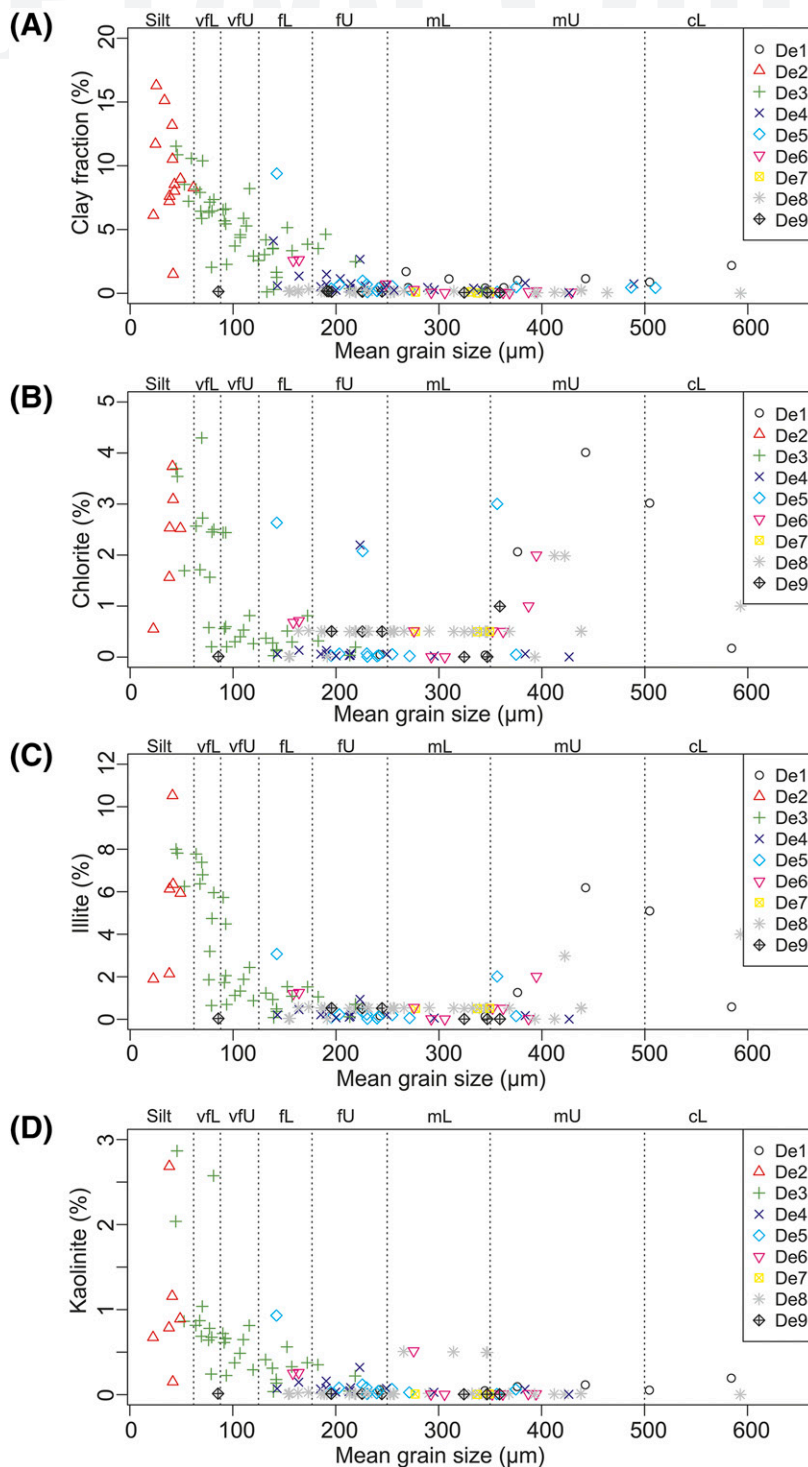 (A)
Silt vfL vfU fL fU mL mU cL
Clay fraction (%)
20
15
10
5
0
De1
De2
De3
De4
De5
De6
De7
De8
De9
0 100 200 300 400 500 600
Mean grain size (µm)
(B)
Silt vfL vfU fL fU mL mU cL
Chlorite (%)
5
4
3
2
1
0
De1
De2
De3
De4
De5
De6
De7
De8
De9
0 100 200 300 400 500 600
Mean grain size (µm)
(C)
Silt vfL vfU fL fU mL mU cL
Illite (%)
12
10
8
6
4
2
0
De1
De2
De3
De4
De5
De6
De7
De8
De9
0 100 200 300 400 500 600
Mean grain size (µm)
(D)
Silt vfL vfU fL fU mL mU cL
Kaolinite (%)
3
2
1
0
De1
De2
De3
De4
De5
De6
De7
De8
De9
0 100 200 300 400 500 600
Mean grain size (µm)